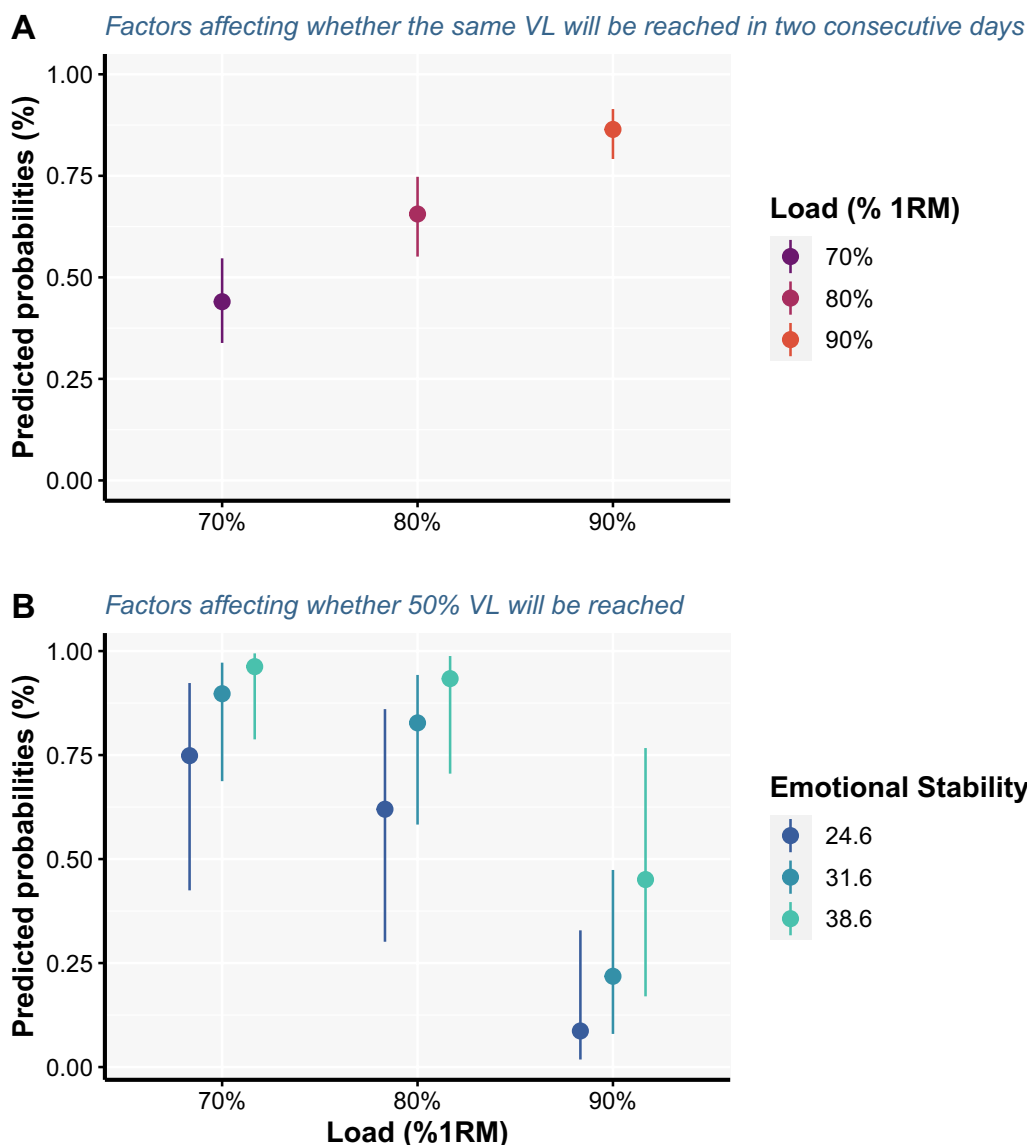 A Factors affecting whether the same VL will be reached in two consecutive days
Predicted probabilities (%)
1.00
0.75
0.50
0.25
0.00
70% 80% 90%
Load (% 1RM)
70%
80%
90%
B Factors affecting whether 50% VL will be reached
Predicted probabilities (%)
1.00
0.75
0.50
0.25
0.00
70% 80% 90%
Load (%1RM)
Emotional Stability
24.6
31.6
38.6